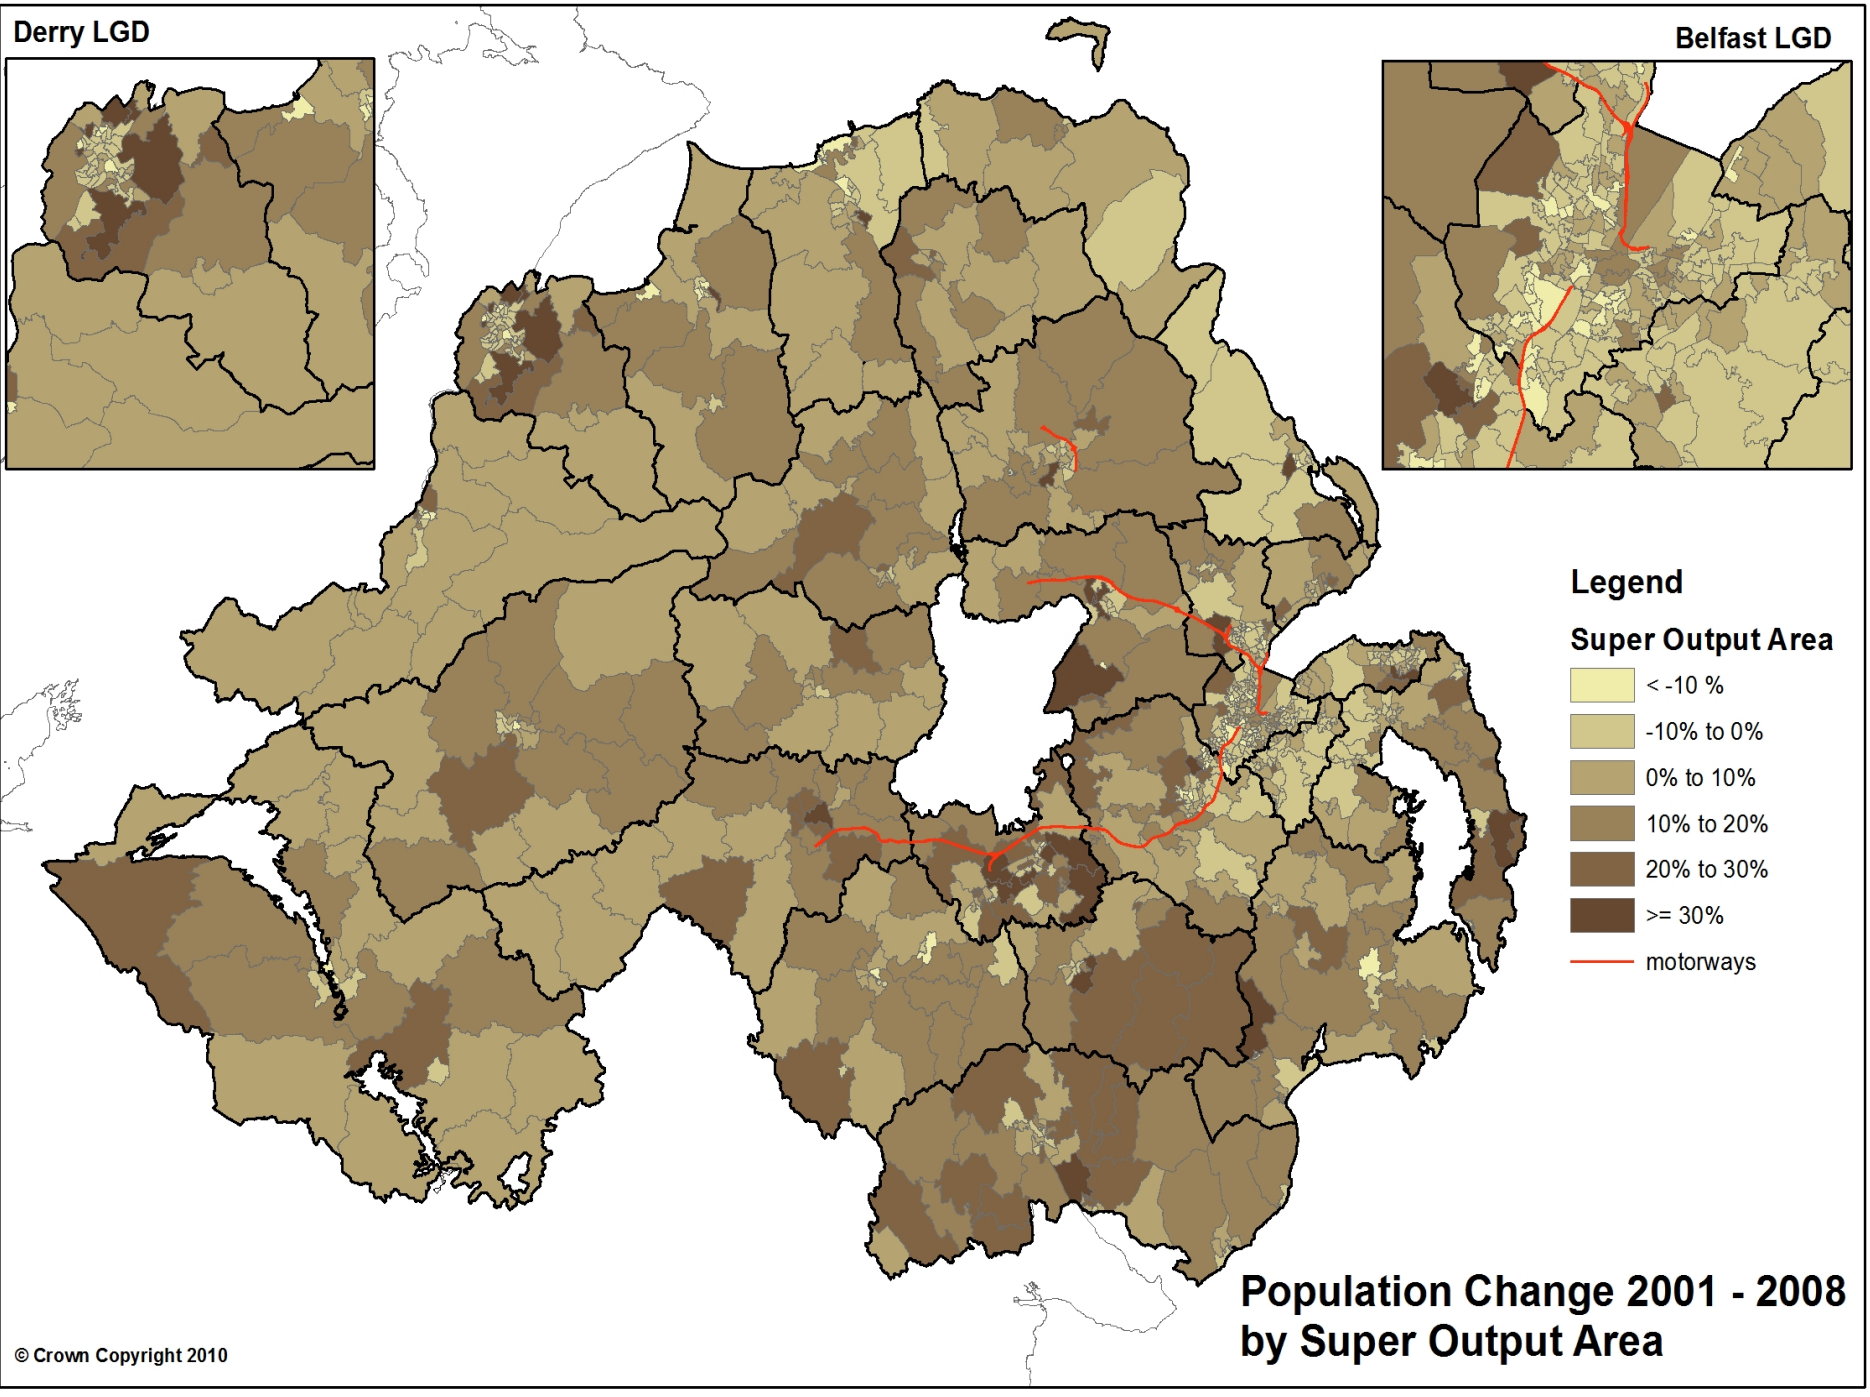 Derry LGD
Belfast LGD
Legend
Super Output Area
< -10 %
-10% to 0%
0% to 10%
10% to 20%
20% to 30%
>= 30%
motorways
Population Change 2001 - 2008
by Super Output Area
© Crown Copyright 2010